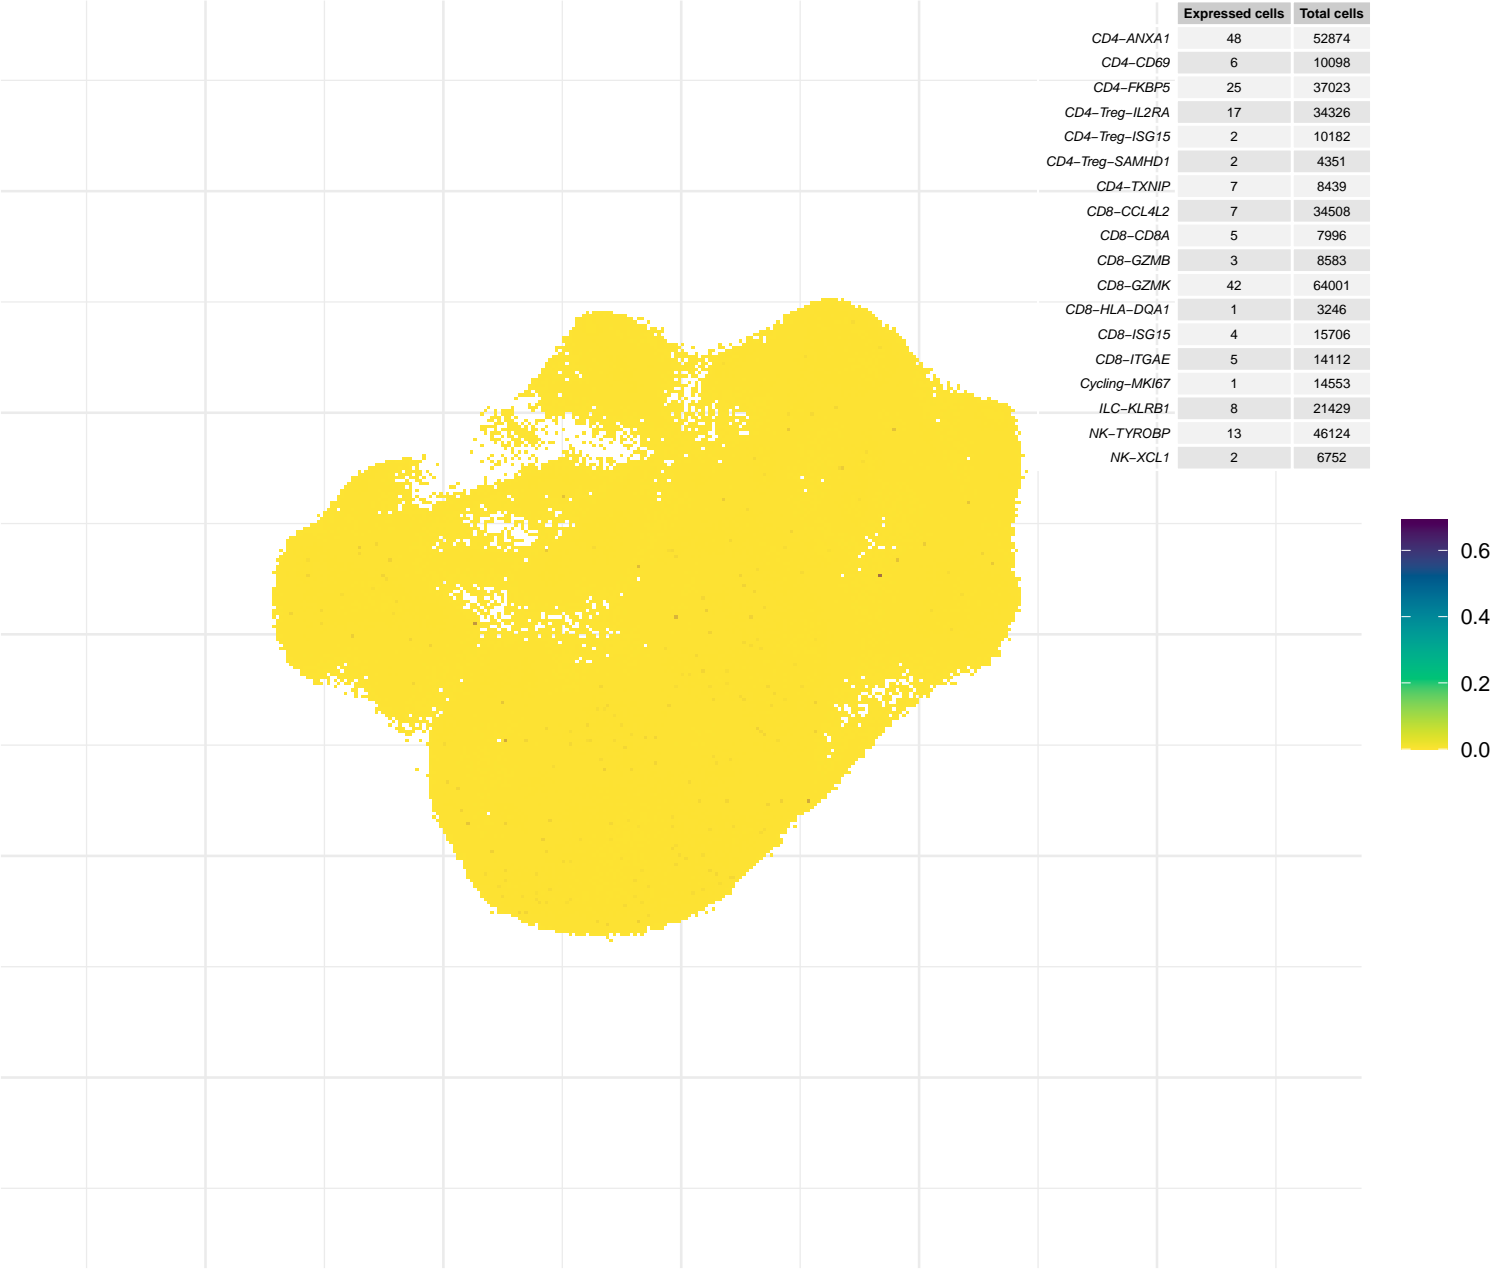 Expressed cells Total cells
CD4−ANXA1 48 52874
CD4−CD69 6 10098
CD4−FKBP5 25 37023
CD4−Treg−IL2RA 17 34326
CD4−Treg−ISG15 2 10182
CD4−Treg−SAMHD1 2 4351
CD4−TXNIP 7 8439
CD8−CCL4L2 7 34508
CD8−CD8A 5 7996
CD8−GZMB 3 8583
CD8−GZMK 42 64001
CD8−HLA−DQA1 1 3246
CD8−ISG15 4 15706
CD8−ITGAE 5 14112
Cycling−MKI67 1 14553
ILC−KLRB1 8 21429
NK−TYROBP 13 46124
NK−XCL1 2 6752
0.6
0.4
0.2
0.0